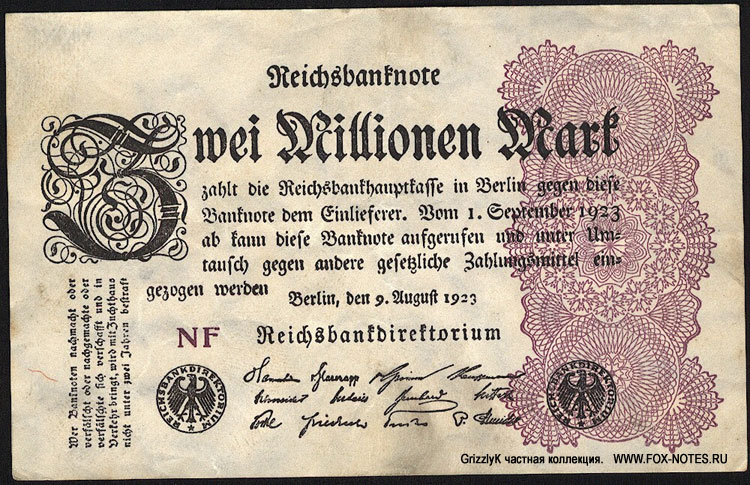 Reichsbanknote
Zwei Millionen Mark
zahlt die Reichsbankhauptkasse in Berlin gegen diese
Banknote dem Einlieferer. Vom 1. September 1923
ab kann diese Banknote aufgerufen und unter Um-
tausch gegen andere gesetzliche Zahlungsmittel ein-
gezogen werden
Berlin, den 9. August 1923
NF
Reichsbankdirektorium
Wer Banknoten nachmacht oder
verfälscht oder nachgemachte oder
verfälschte sich verschafft und in
Verkehr bringt, wird mit Zuchthaus
nicht unter zwei Jahren bestraft
REICHSBANKDIREKTORIUM
REICHSBANKDIREKTORIUM
GrizzlyK частная коллекция. WWW.FOX-NOTES.RU